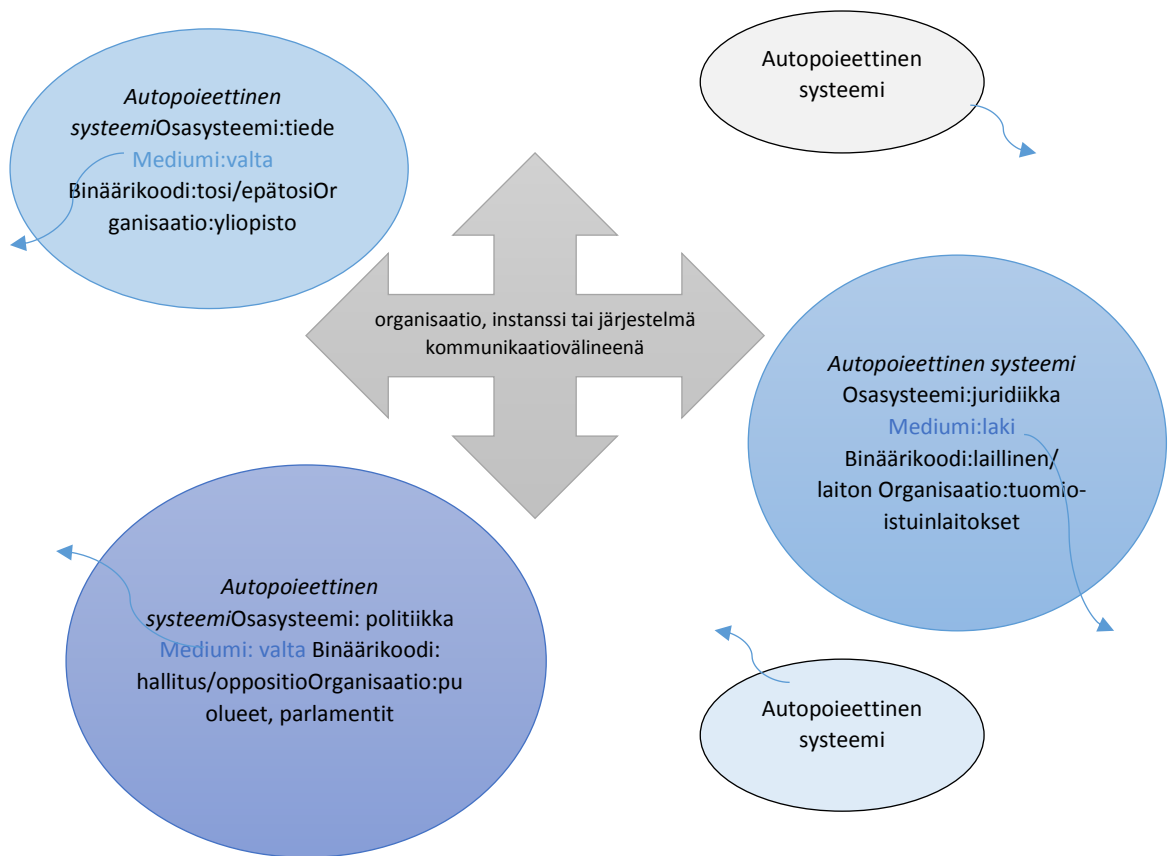 Autopoieettinen
systeemiOsasysteemi:tiede
Mediumi:valta
Binäärikoodi:tosi/epätosiOr
ganisaatio:yliopisto
Autopoieettinen
systeemi
organisaatio, instanssi tai järjestelmä
kommunikaatiovälineenä
Autopoieettinen systeemi
Osasysteemi:juridiikka
Mediumi:laki
Binäärikoodi:laillinen/
laiton Organisaatio:tuomio-
istuinlaitokset
Autopoieettinen
systeemiOsasysteemi: politiikka
Mediumi: valta Binäärikoodi:
hallitus/oppositioOrganisaatio:pu
olueet, parlamentit
Autopoieettinen
systeemi